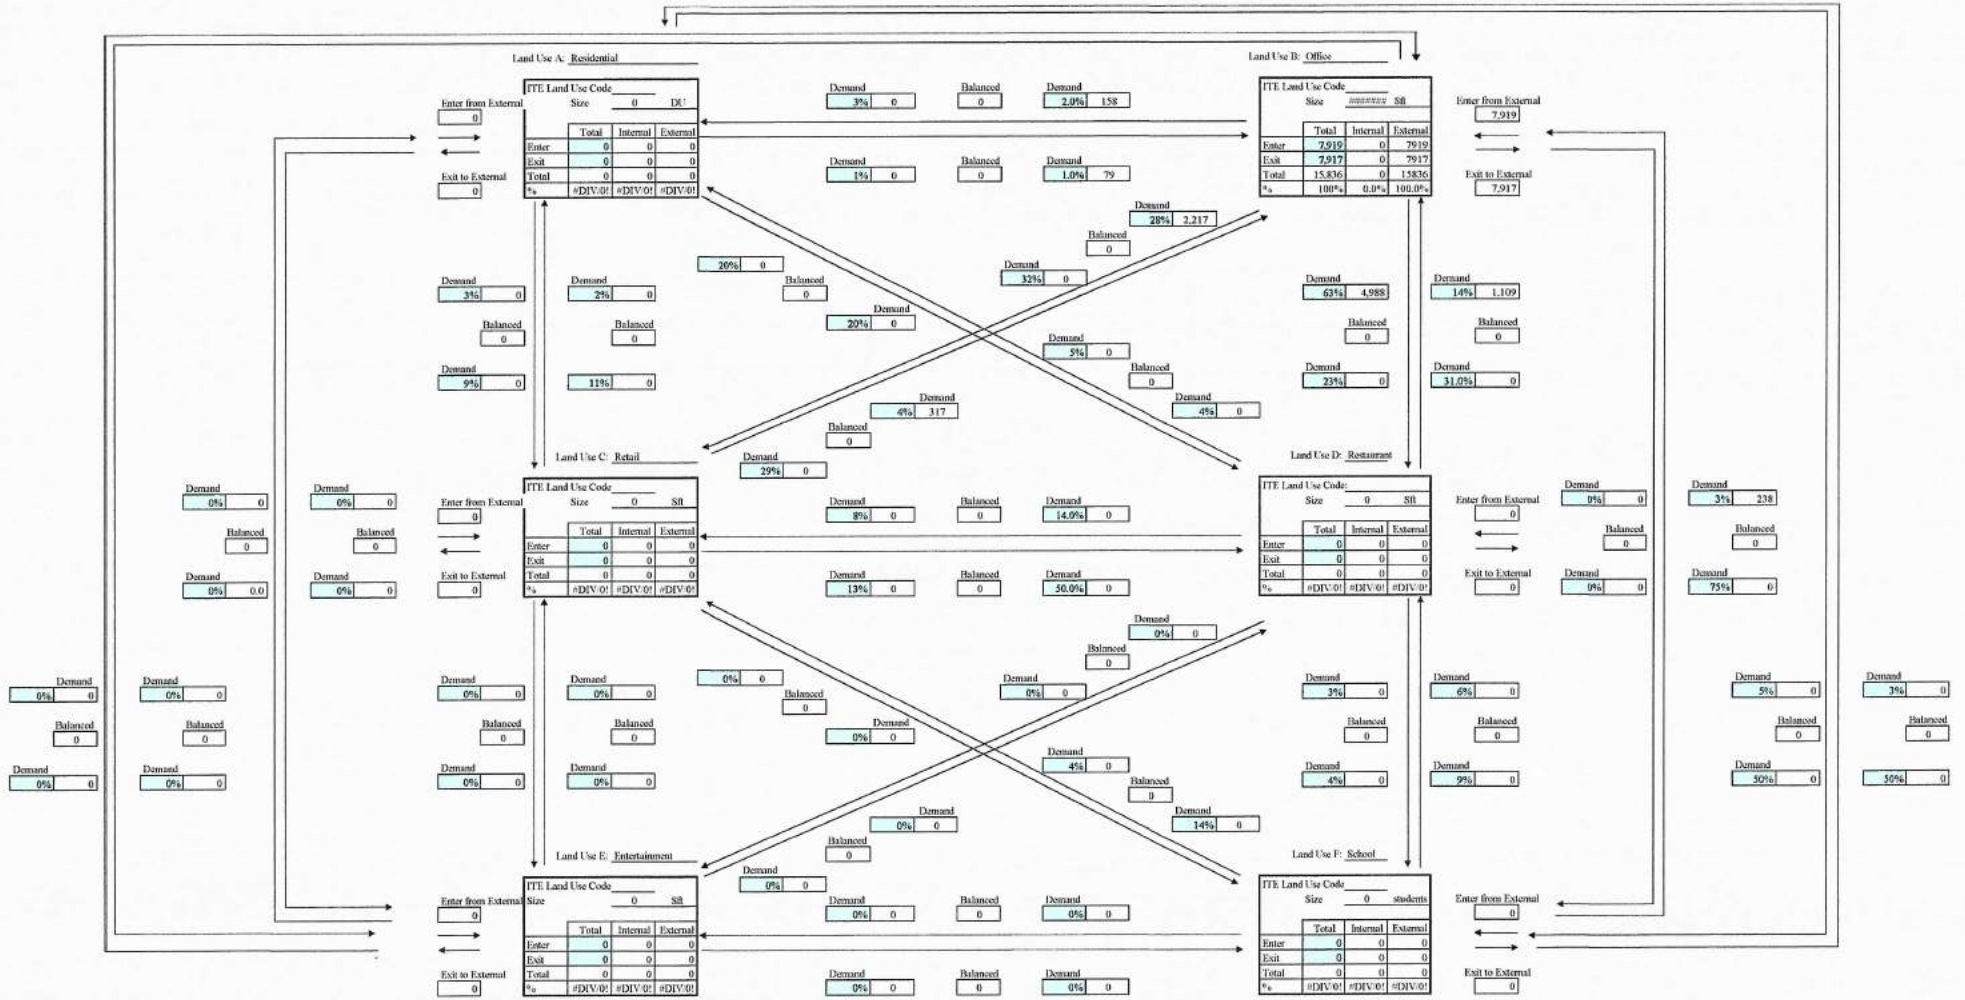 Land Use A: Residential
Land Use B: Office
ITE Land Use Code
Size 0 DU
Total Internal External
Enter 0 0 0
Exit 0 0 0
Total 0 0 0
% #DIV/0! #DIV/0! #DIV/0!
Enter from External
0
Exit to External
0
Demand Balanced Demand
3% 0 0 2.0% 158
Demand Balanced Demand
1% 0 0 1.0% 79
ITE Land Use Code
Size ####### Sft
Total Internal External
Enter 7,919 0 7919
Exit 7,917 0 7917
Total 15,836 0 15836
% 100% 0.0% 100.0%
Enter from External
7,919
Exit to External
7,917
Demand
28% 2,217
Balanced
0
Demand
32% 0
20% 0
Balanced
0
Demand
20% 0
Demand Demand
3% 0 2% 0
Balanced Balanced
0 0
Demand
9% 0 11% 0
Demand Demand
63% 4,988 14% 1,109
Balanced Balanced
0 0
Demand Demand
23% 0 31.0% 0
Demand
5% 0
Balanced
0
Demand
4% 0
Demand
4% 317
Balanced
0
Demand
29% 0
Land Use C: Retail
Land Use D: Restaurant
ITE Land Use Code
Size 0 Sft
Total Internal External
Enter 0 0 0
Exit 0 0 0
Total 0 0 0
% #DIV/0! #DIV/0! #DIV/0!
Enter from External
0
Exit to External
0
Demand Balanced Demand
8% 0 0 14.0% 0
Demand Balanced Demand
13% 0 0 50.0% 0
ITE Land Use Code:
Size 0 Sft
Total Internal External
Enter 0 0 0
Exit 0 0 0
Total 0 0 0
% #DIV/0! #DIV/0! #DIV/0!
Enter from External
0
Exit to External
0
Demand Demand
0% 0 0% 0
Balanced Balanced
0 0
Demand Demand
0% 0.0 0% 0
Demand Demand
0% 0 3% 238
Balanced Balanced
0 0
Demand Demand
0% 0 75% 0
Demand
0% 0
Balanced
0
Demand
0% 0
0% 0
Balanced
0
Demand
0% 0
Demand Demand
0% 0 0% 0
Balanced Balanced
0 0
Demand Demand
0% 0 0% 0
Demand Demand
0% 0 0% 0
Balanced Balanced
0 0
Demand Demand
0% 0 0% 0
Demand Demand
3% 0 6% 0
Balanced Balanced
0 0
Demand Demand
4% 0 9% 0
Demand Demand
5% 0 3% 0
Balanced Balanced
0 0
Demand
50% 0 50% 0
Demand
4% 0
Balanced
0
Demand
14% 0
Demand
0% 0
Balanced
0
Demand
0% 0
Land Use E: Entertainment
Land Use F: School
ITE Land Use Code
Size 0 Sft
Total Internal External
Enter 0 0 0
Exit 0 0 0
Total 0 0 0
% #DIV/0! #DIV/0! #DIV/0!
Enter from External
0
Exit to External
0
Demand Balanced Demand
0% 0 0 0% 0
Demand Balanced Demand
0% 0 0 0% 0
ITE Land Use Code
Size 0 students
Total Internal External
Enter 0 0 0
Exit 0 0 0
Total 0 0 0
% #DIV/0! #DIV/0! #DIV/0!
Enter from External
0
Exit to External
0